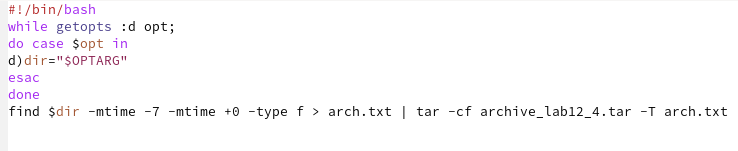 #!/bin/bash
while getopts :d opt;
do case $opt in
d)dir="$OPTARG"
esac
done
find $dir -mtime -7 -mtime +0 -type f > arch.txt | tar -cf archive_lab12_4.tar -T arch.txt